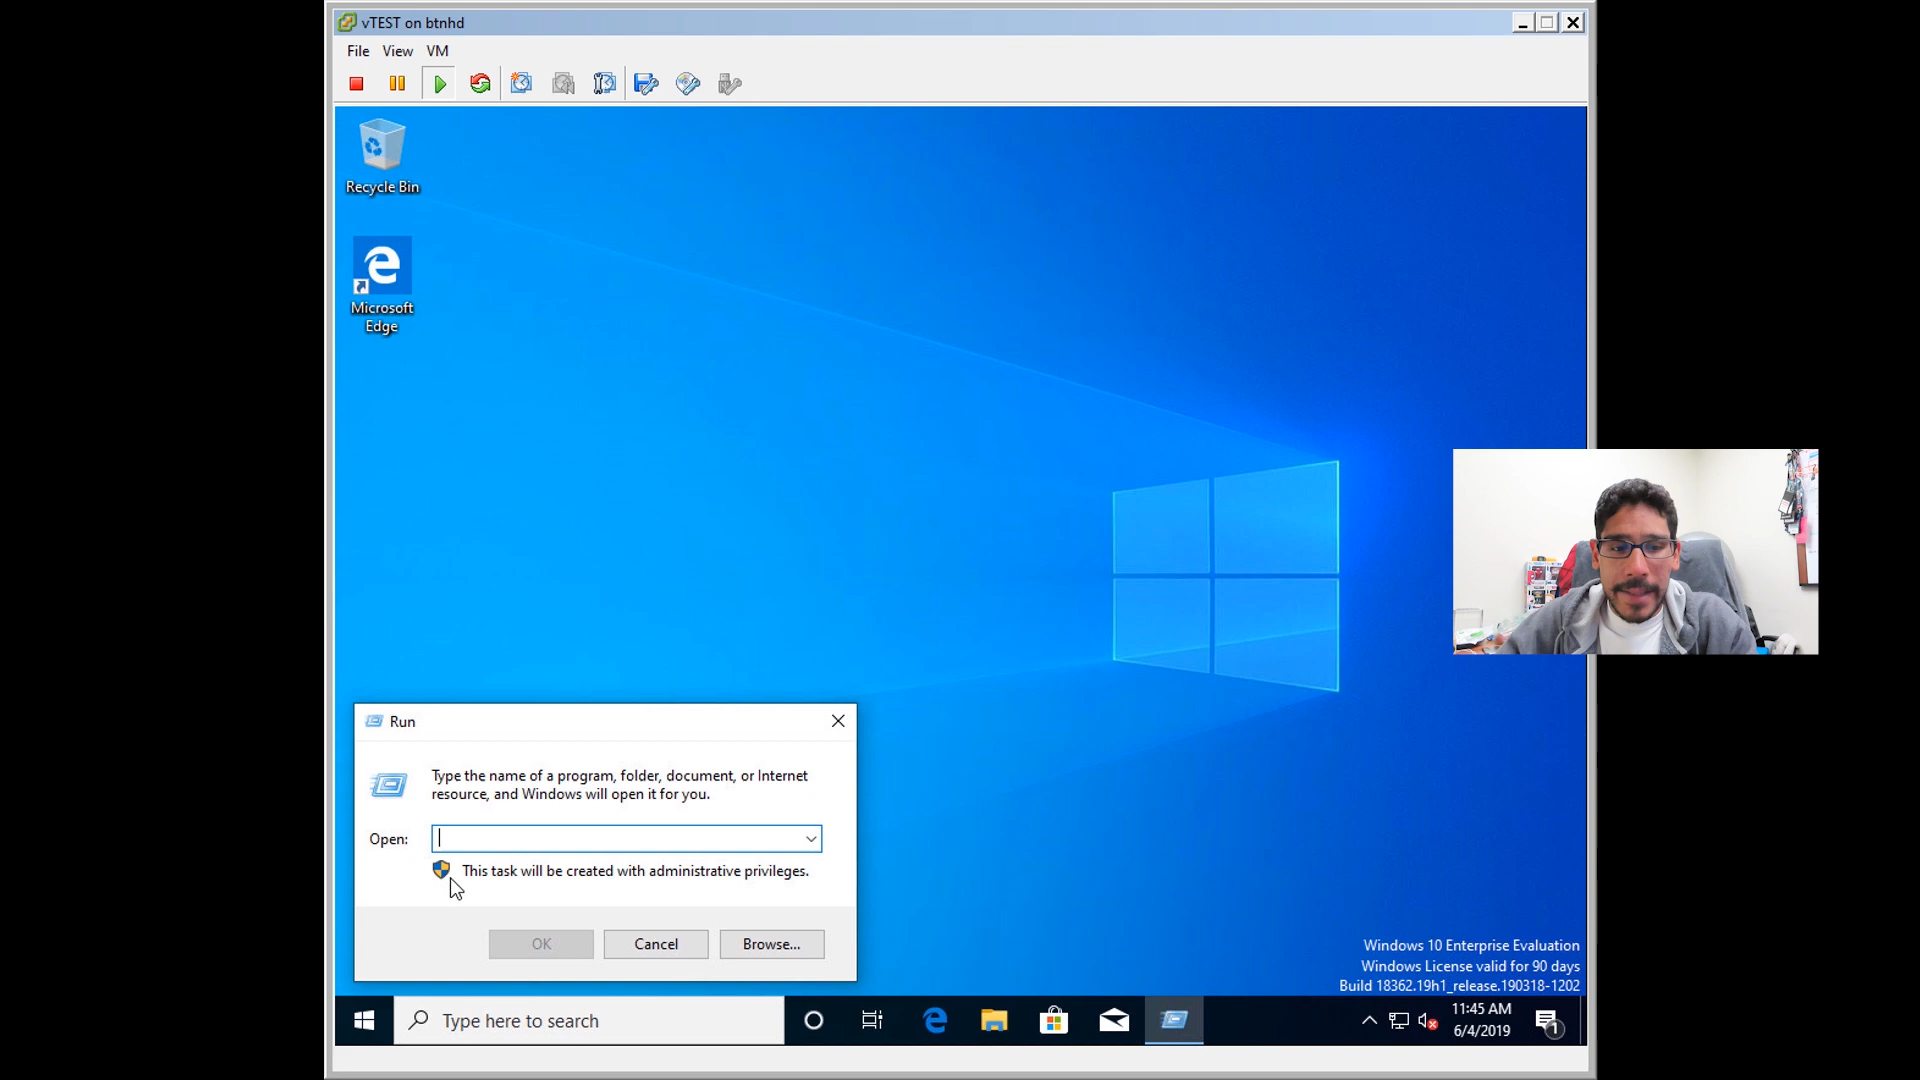 vTEST on btnhd
File View VM
Recycle Bin
Microsoft
Edge
Run
Type the name of a program, folder, document, or Internet
resource, and Windows will open it for you.
Open:
This task will be created with administrative privileges.
OK Cancel Browse...
Windows 10 Enterprise Evaluation
Windows License valid for 90 days
Build 18362.19h1_release.190318-1202
Type here to search
11:45 AM
6/4/2019
1